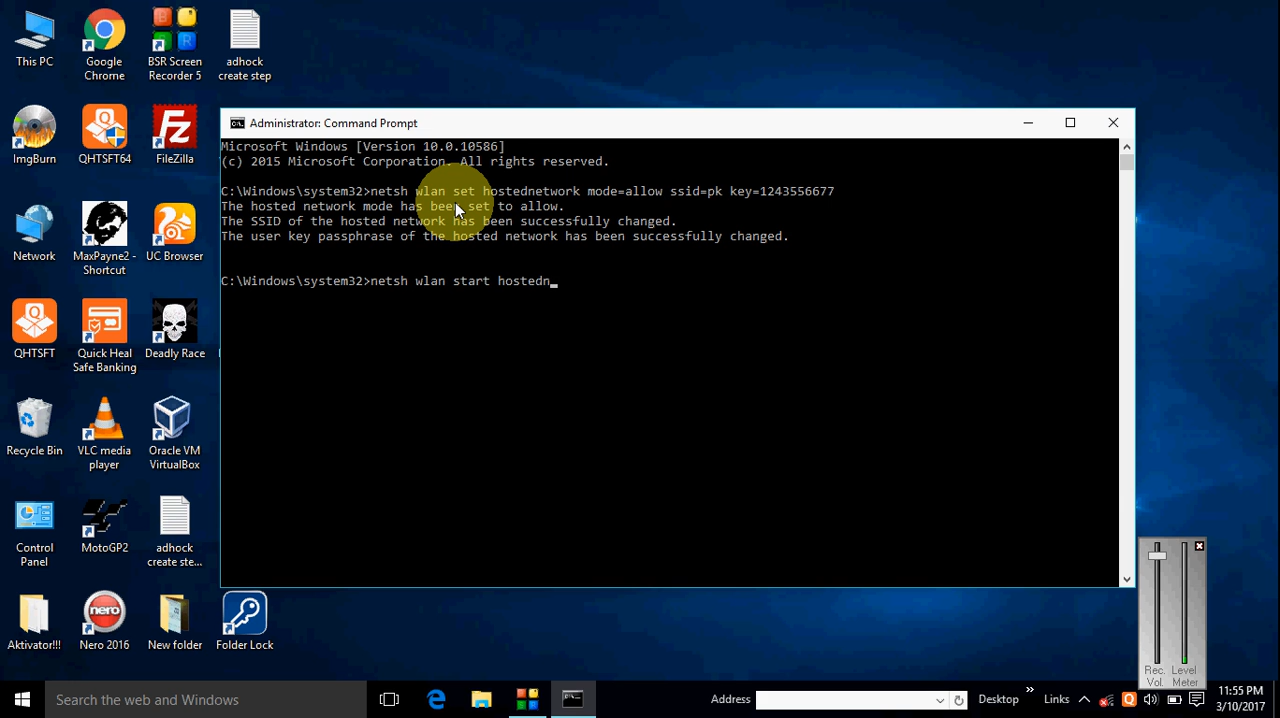 This PC
Google
Chrome
BSR Screen
Recorder 5
adhock
create step
ImgBurn
QHTSFT64
FileZilla
Network
MaxPayne2 -
Shortcut
UC Browser
QHTSFT
Quick Heal
Safe Banking
Deadly Race
Recycle Bin
VLC media
player
Oracle VM
VirtualBox
Control
Panel
MotoGP2
adhock
create ste...
Aktivator!!!
Nero 2016
New folder
Folder Lock
Administrator: Command Prompt
Microsoft Windows [Version 10.0.10586]
(c) 2015 Microsoft Corporation. All rights reserved.
C:\Windows\system32>netsh wlan set hostednetwork mode=allow ssid=pk key=1243556677
The hosted network mode has been set to allow.
The SSID of the hosted network has been successfully changed.
The user key passphrase of the hosted network has been successfully changed.
C:\Windows\system32>netsh wlan start hostedn_
Rec. Level
Vol. Meter
Search the web and Windows
Address
Desktop
Links
11:55 PM
3/10/2017